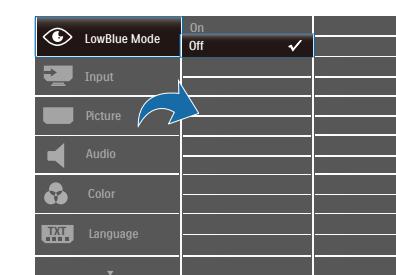 LowBlue Mode
On
Off
Input
Picture
Audio
Color
TXT
Language